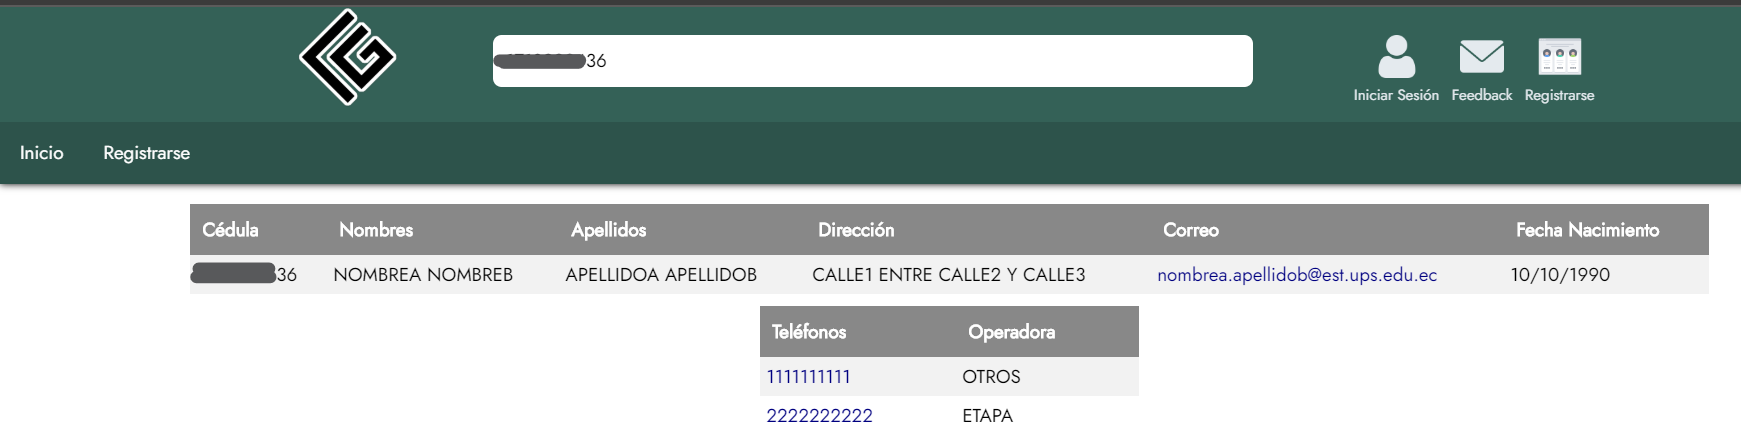 36
Iniciar Sesión Feedback Registrarse
Inicio Registrarse
Cédula Nombres Apellidos Dirección Correo Fecha Nacimiento
36 NOMBREA NOMBREB APELLIDOA APELLIDOB CALLE1 ENTRE CALLE2 Y CALLE3 nombrea.apellidob@est.ups.edu.ec 10/10/1990
Teléfonos Operadora
1111111111 OTROS
2222222222 ETAPA